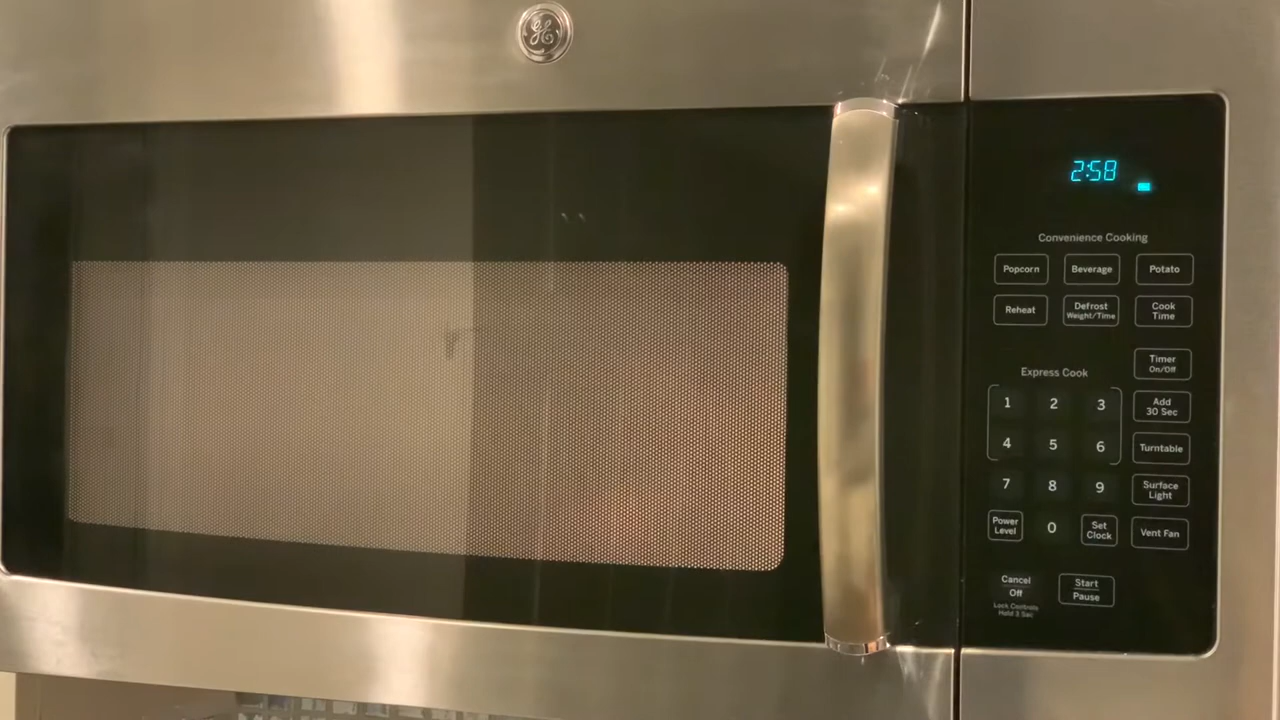 GE
2:58
Convenience Cooking
Popcorn
Beverage
Potato
Reheat
Defrost
Weight/Time
Cook
Time
Timer
On/Off
Express Cook
1 2 3
Add
30 Sec
4 5 6
Turntable
7 8 9
Surface
Light
Power
Level
0
Set
Clock
Vent Fan
Cancel
Off
Start
Pause
Lock Controls
Hold 3 Sec